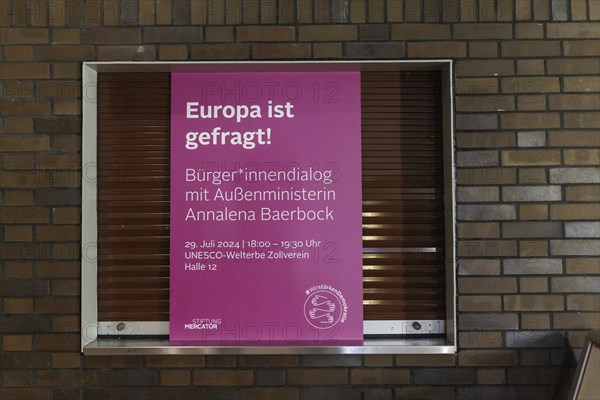 Europa ist
gefragt!
Bürger*innendialog
mit Außenministerin
Annalena Baerbock
29. Juli 2024 | 18:00 – 19:30 Uhr
UNESCO-Welterbe Zollverein
Halle 12
#WirstärkenDemokratie
STIFTUNG
MERCATOR